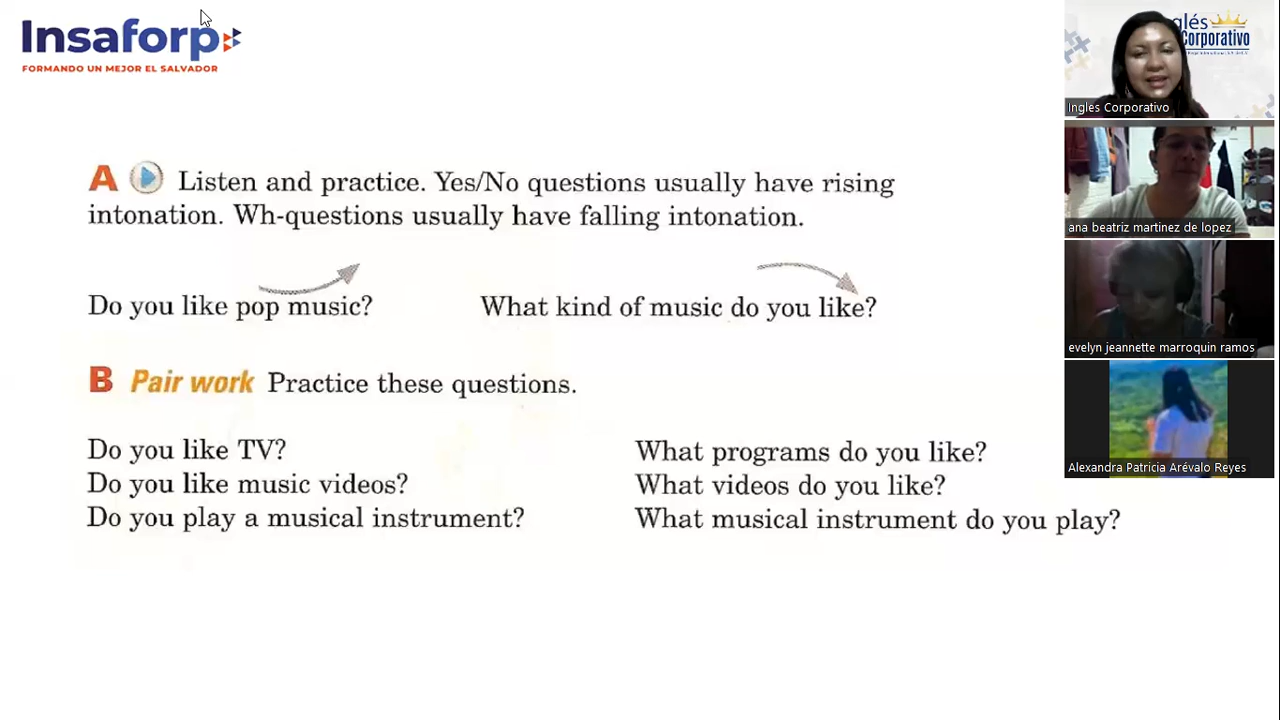 Insaforp
FORMANDO UN MEJOR EL SALVADOR
A Listen and practice. Yes/No questions usually have rising
intonation. Wh-questions usually have falling intonation.
Do you like pop music? What kind of music do you like?
B Pair work Practice these questions.
Do you like TV? What programs do you like?
Do you like music videos? What videos do you like?
Do you play a musical instrument? What musical instrument do you play?
glés
Corporativo
Ingles Corporativo
ana beatriz martinez de lopez
evelyn jeannette marroquin ramos
Alexandra Patricia Arévalo Reyes